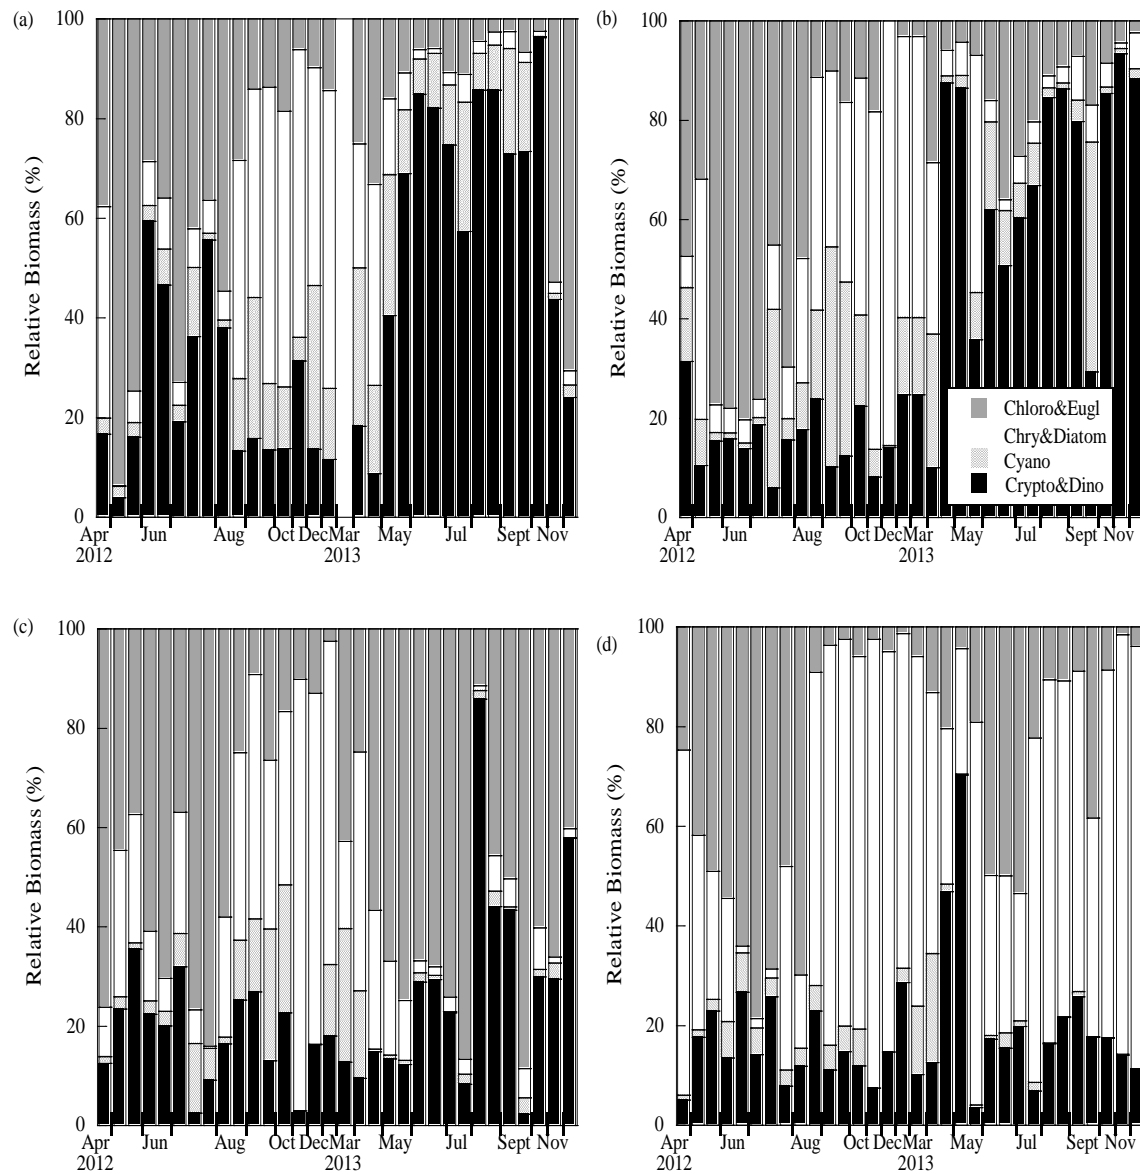 (a)
100
80
60
40
20
0
Relative Biomass (%)
Apr Jun Aug Oct Dec Mar May Jul Sept Nov
2012 2013
(b)
100
80
60
40
20
0
Relative Biomass (%)
Chloro&Eugl
Chry&Diatom
Cyano
Crypto&Dino
Apr Jun Aug Oct Dec Mar May Jul Sept Nov
2012 2013
(c)
100
80
60
40
20
0
Relative Biomass (%)
Apr Jun Aug Oct Dec Mar May Jul Sept Nov
2012 2013
(d)
100
80
60
40
20
0
Relative Biomass (%)
Apr Jun Aug Oct Dec Mar May Jul Sept Nov
2012 2013